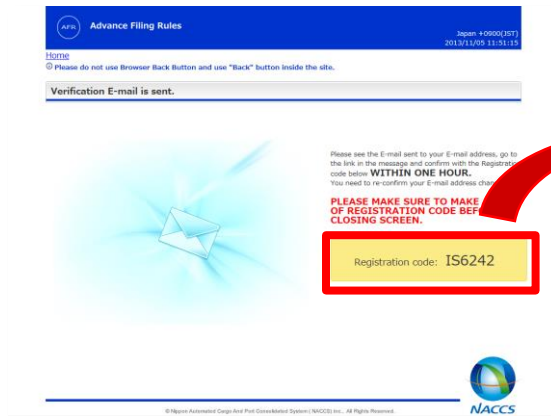 AFR Advance Filing Rules
Japan +0900(JST)
2013/11/05 11:51:15
Home
Please do not use Browser Back Button and use "Back" button inside the site.
Verification E-mail is sent.
Please see the E-mail sent to your E-mail address, go to
the link in the message and confirm with the
code below WITHIN ONE HOUR.
You need to re-confirm your E-mail address
PLEASE MAKE SURE TO MAKE
OF REGISTRATION CODE
CLOSING SCREEN.
Registration code: IS6242
NACCS
© Nippon Automated Cargo And Port Consolidated System ( NACCS) Inc., All Rights Reserved.